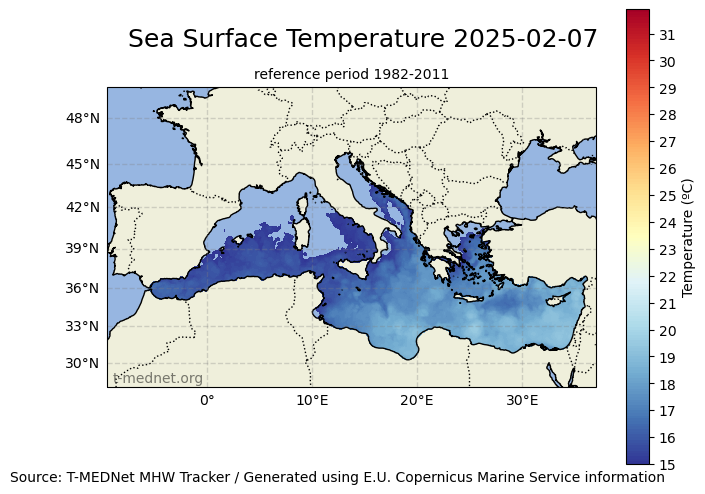 Sea Surface Temperature 2025-02-07
reference period 1982-2011
48°N
45°N
42°N
39°N
36°N
33°N
30°N
t-mednet.org
0°
10°E
20°E
30°E
31
30
29
28
27
26
25
24
23
22
21
20
19
18
17
16
15
Temperature (ºC)
Source: T-MEDNet MHW Tracker / Generated using E.U. Copernicus Marine Service information